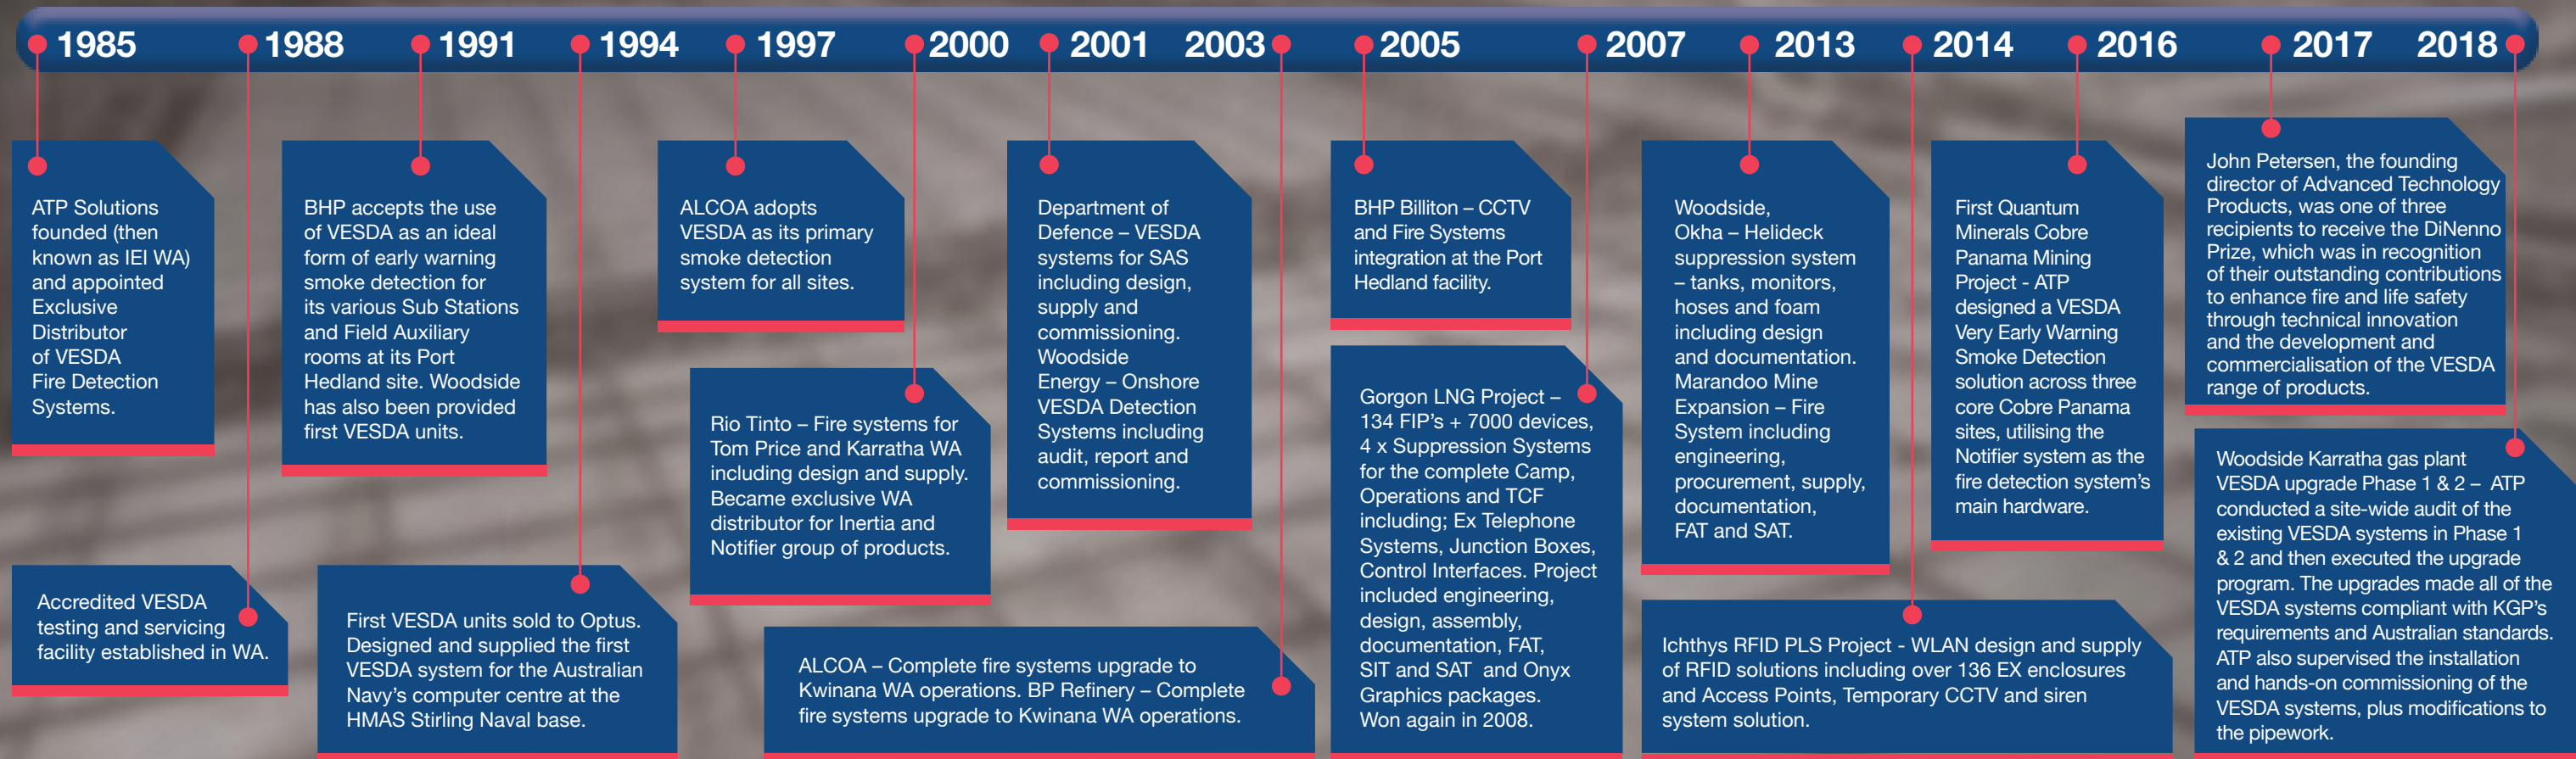 1985
1988
1991
1994
1997
2000
2001
2003
2005
2007
2013
2014
2016
2017
2018
ATP Solutions
founded (then
known as IEI WA)
and appointed
Exclusive
Distributor
of VESDA
Fire Detection
Systems.
Accredited VESDA
testing and servicing
facility established in WA.
BHP accepts the use
of VESDA as an ideal
form of early warning
smoke detection for
its various Sub Stations
and Field Auxiliary
rooms at its Port
Hedland site. Woodside
has also been provided
first VESDA units.
First VESDA units sold to Optus.
Designed and supplied the first
VESDA system for the Australian
Navy's computer centre at the
HMAS Stirling Naval base.
ALCOA adopts
VESDA as its primary
smoke detection
system for all sites.
Rio Tinto – Fire systems for
Tom Price and Karratha WA
including design and supply.
Became exclusive WA
distributor for Inertia and
Notifier group of products.
Department of
Defence – VESDA
systems for SAS
including design,
supply and
commissioning.
Woodside
Energy – Onshore
VESDA Detection
Systems including
audit, report and
commissioning.
ALCOA – Complete fire systems upgrade to
Kwinana WA operations. BP Refinery – Complete
fire systems upgrade to Kwinana WA operations.
BHP Billiton – CCTV
and Fire Systems
integration at the Port
Hedland facility.
Gorgon LNG Project –
134 FIP's + 7000 devices,
4 x Suppression Systems
for the complete Camp,
Operations and TCF
including; Ex Telephone
Systems, Junction Boxes,
Control Interfaces. Project
included engineering,
design, assembly,
documentation, FAT,
SIT and SAT and Onyx
Graphics packages.
Won again in 2008.
Woodside,
Okha – Helideck
suppression system
– tanks, monitors,
hoses and foam
including design
and documentation.
Marandoo Mine
Expansion – Fire
System including
engineering,
procurement, supply,
documentation,
FAT and SAT.
Ichthys RFID PLS Project - WLAN design and supply
of RFID solutions including over 136 EX enclosures
and Access Points, Temporary CCTV and siren
system solution.
First Quantum
Minerals Cobre
Panama Mining
Project - ATP
designed a VESDA
Very Early Warning
Smoke Detection
solution across three
core Cobre Panama
sites, utilising the
Notifier system as the
fire detection system's
main hardware.
John Petersen, the founding
director of Advanced Technology
Products, was one of three
recipients to receive the DiNenno
Prize, which was in recognition
of their outstanding contributions
to enhance fire and life safety
through technical innovation
and the development and
commercialisation of the VESDA
range of products.
Woodside Karratha gas plant
VESDA upgrade Phase 1 & 2 – ATP
conducted a site-wide audit of the
existing VESDA systems in Phase 1
& 2 and then executed the upgrade
program. The upgrades made all of the
VESDA systems compliant with KGP's
requirements and Australian standards.
ATP also supervised the installation
and hands-on commissioning of the
VESDA systems, plus modifications to
the pipework.